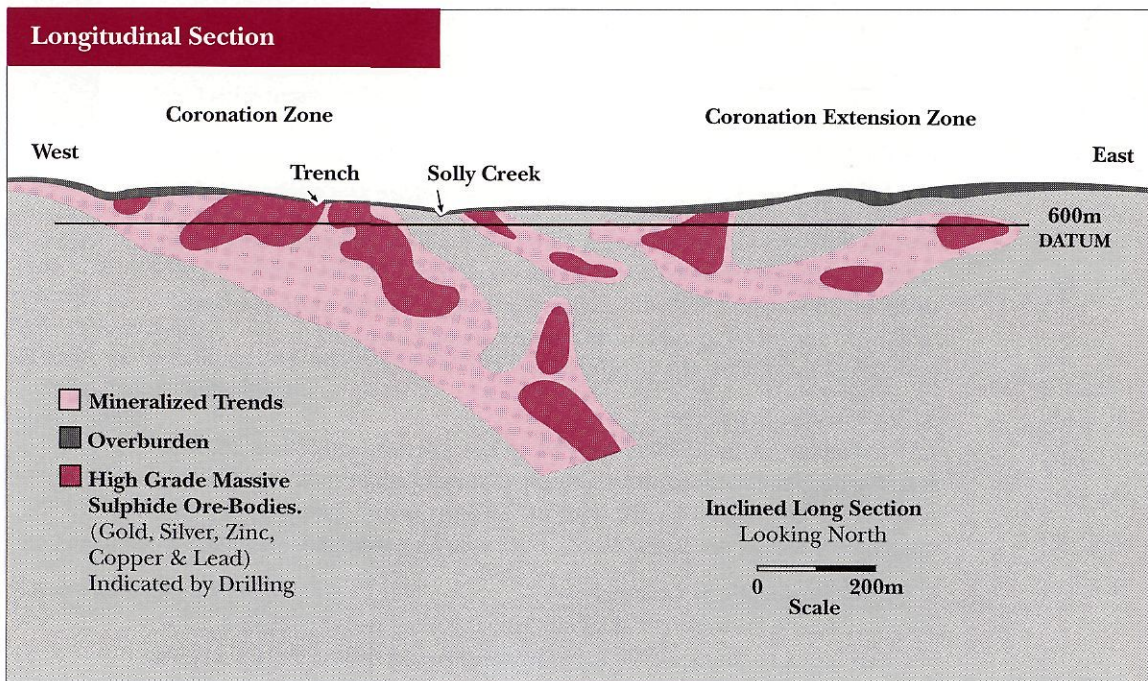 Longitudinal Section
Coronation Zone
Coronation Extension Zone
West
East
Trench
Solly Creek
600m
DATUM
Mineralized Trends
Overburden
High Grade Massive
Sulphide Ore-Bodies.
(Gold, Silver, Zinc,
Copper & Lead)
Indicated by Drilling
Inclined Long Section
Looking North
0 200m
Scale